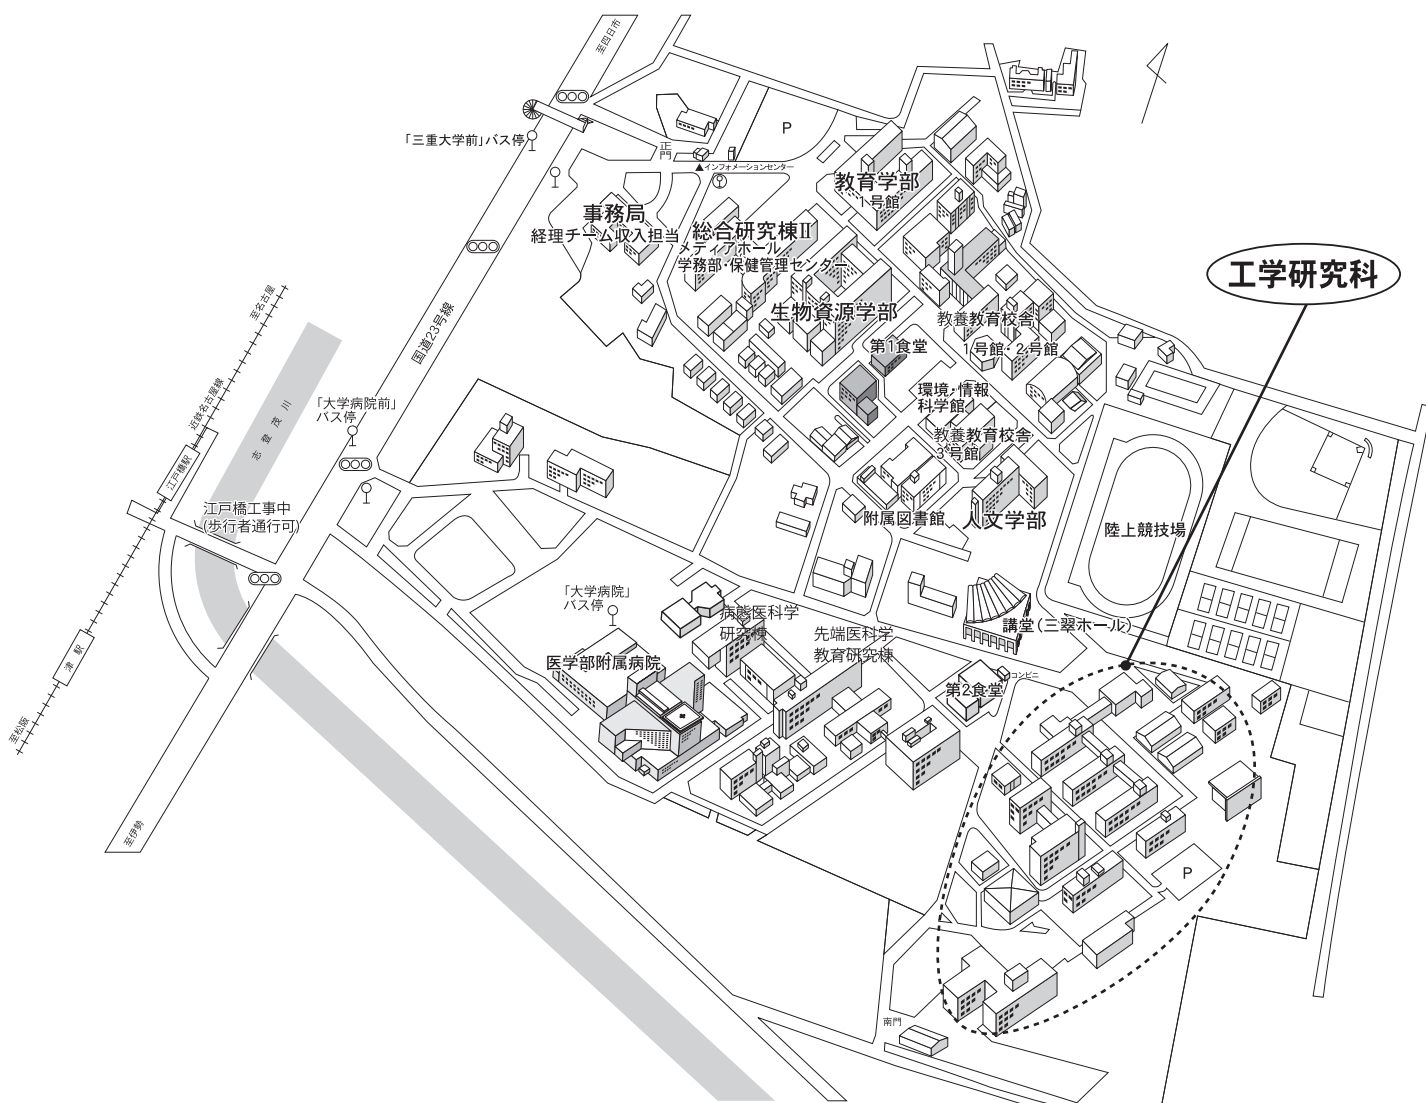 至四日市
「三重大学前」バス停
正門
▲インフォメーションセンター
P
教育学部
1号館
事務局
経理チーム収入担当
総合研究棟Ⅱ
メディアホール
学務部・保健管理センター
生物資源学部
工学研究科
至名古屋
近鉄名古屋線
国道23号線
志登茂川
江戸橋駅
「大学病院前」
バス停
第1食堂
教養教育校舎
1号館・2号館
環境・情報
科学館
教養教育校舎
3号館
附属図書館
人文学部
陸上競技場
江戸橋工事中
(歩行者通行可)
津駅
至松阪
至伊勢
「大学病院」
バス停
病態医科学
研究棟
先端医科学
教育研究棟
医学部附属病院
講堂(三翠ホール)
第2食堂
コンビニ
P
南門